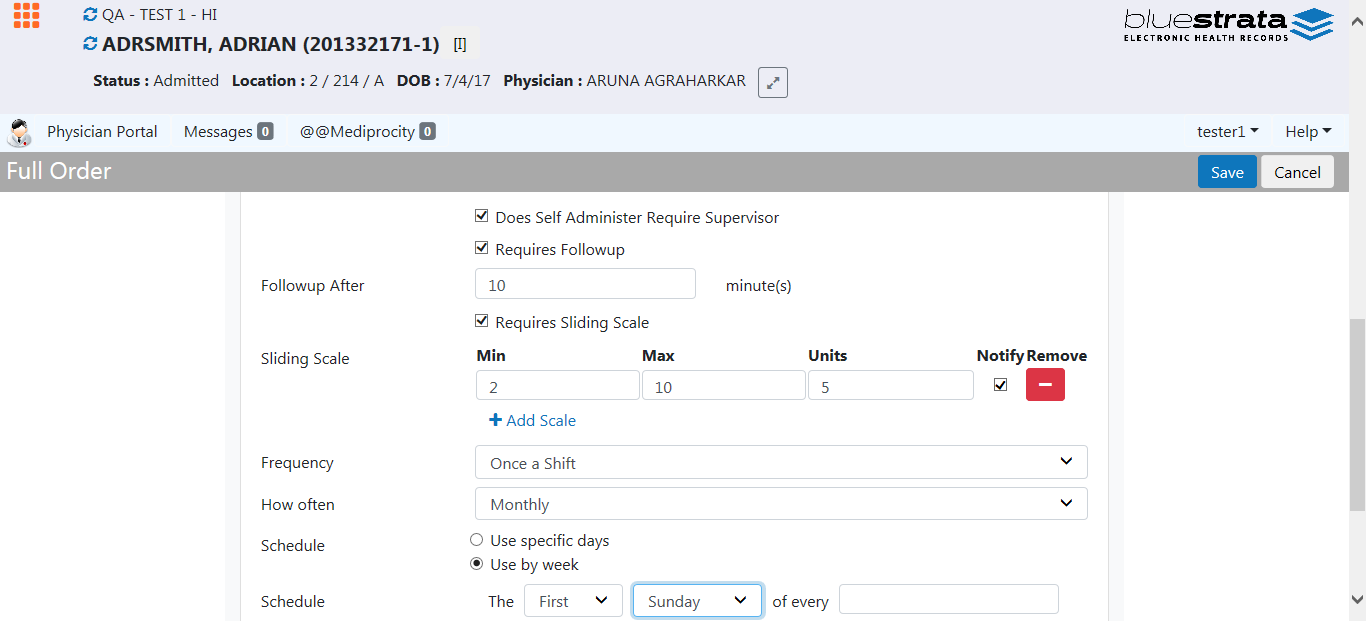 QA - TEST 1 - HI
ADRSMITH, ADRIAN (201332171-1) [I]
Status : Admitted Location : 2 / 214 / A DOB : 7/4/17 Physician : ARUNA AGRAHARKAR
bluestrata
ELECTRONIC HEALTH RECORDS
Physician Portal Messages 0 @@Mediprocity 0 tester1 Help
Full Order Save Cancel
Does Self Administer Require Supervisor
Requires Followup
Followup After 10 minute(s)
Requires Sliding Scale
Sliding Scale Min Max Units Notify Remove
2 10 5
+ Add Scale
Frequency Once a Shift
How often Monthly
Schedule Use specific days
Use by week
Schedule The First Sunday of every